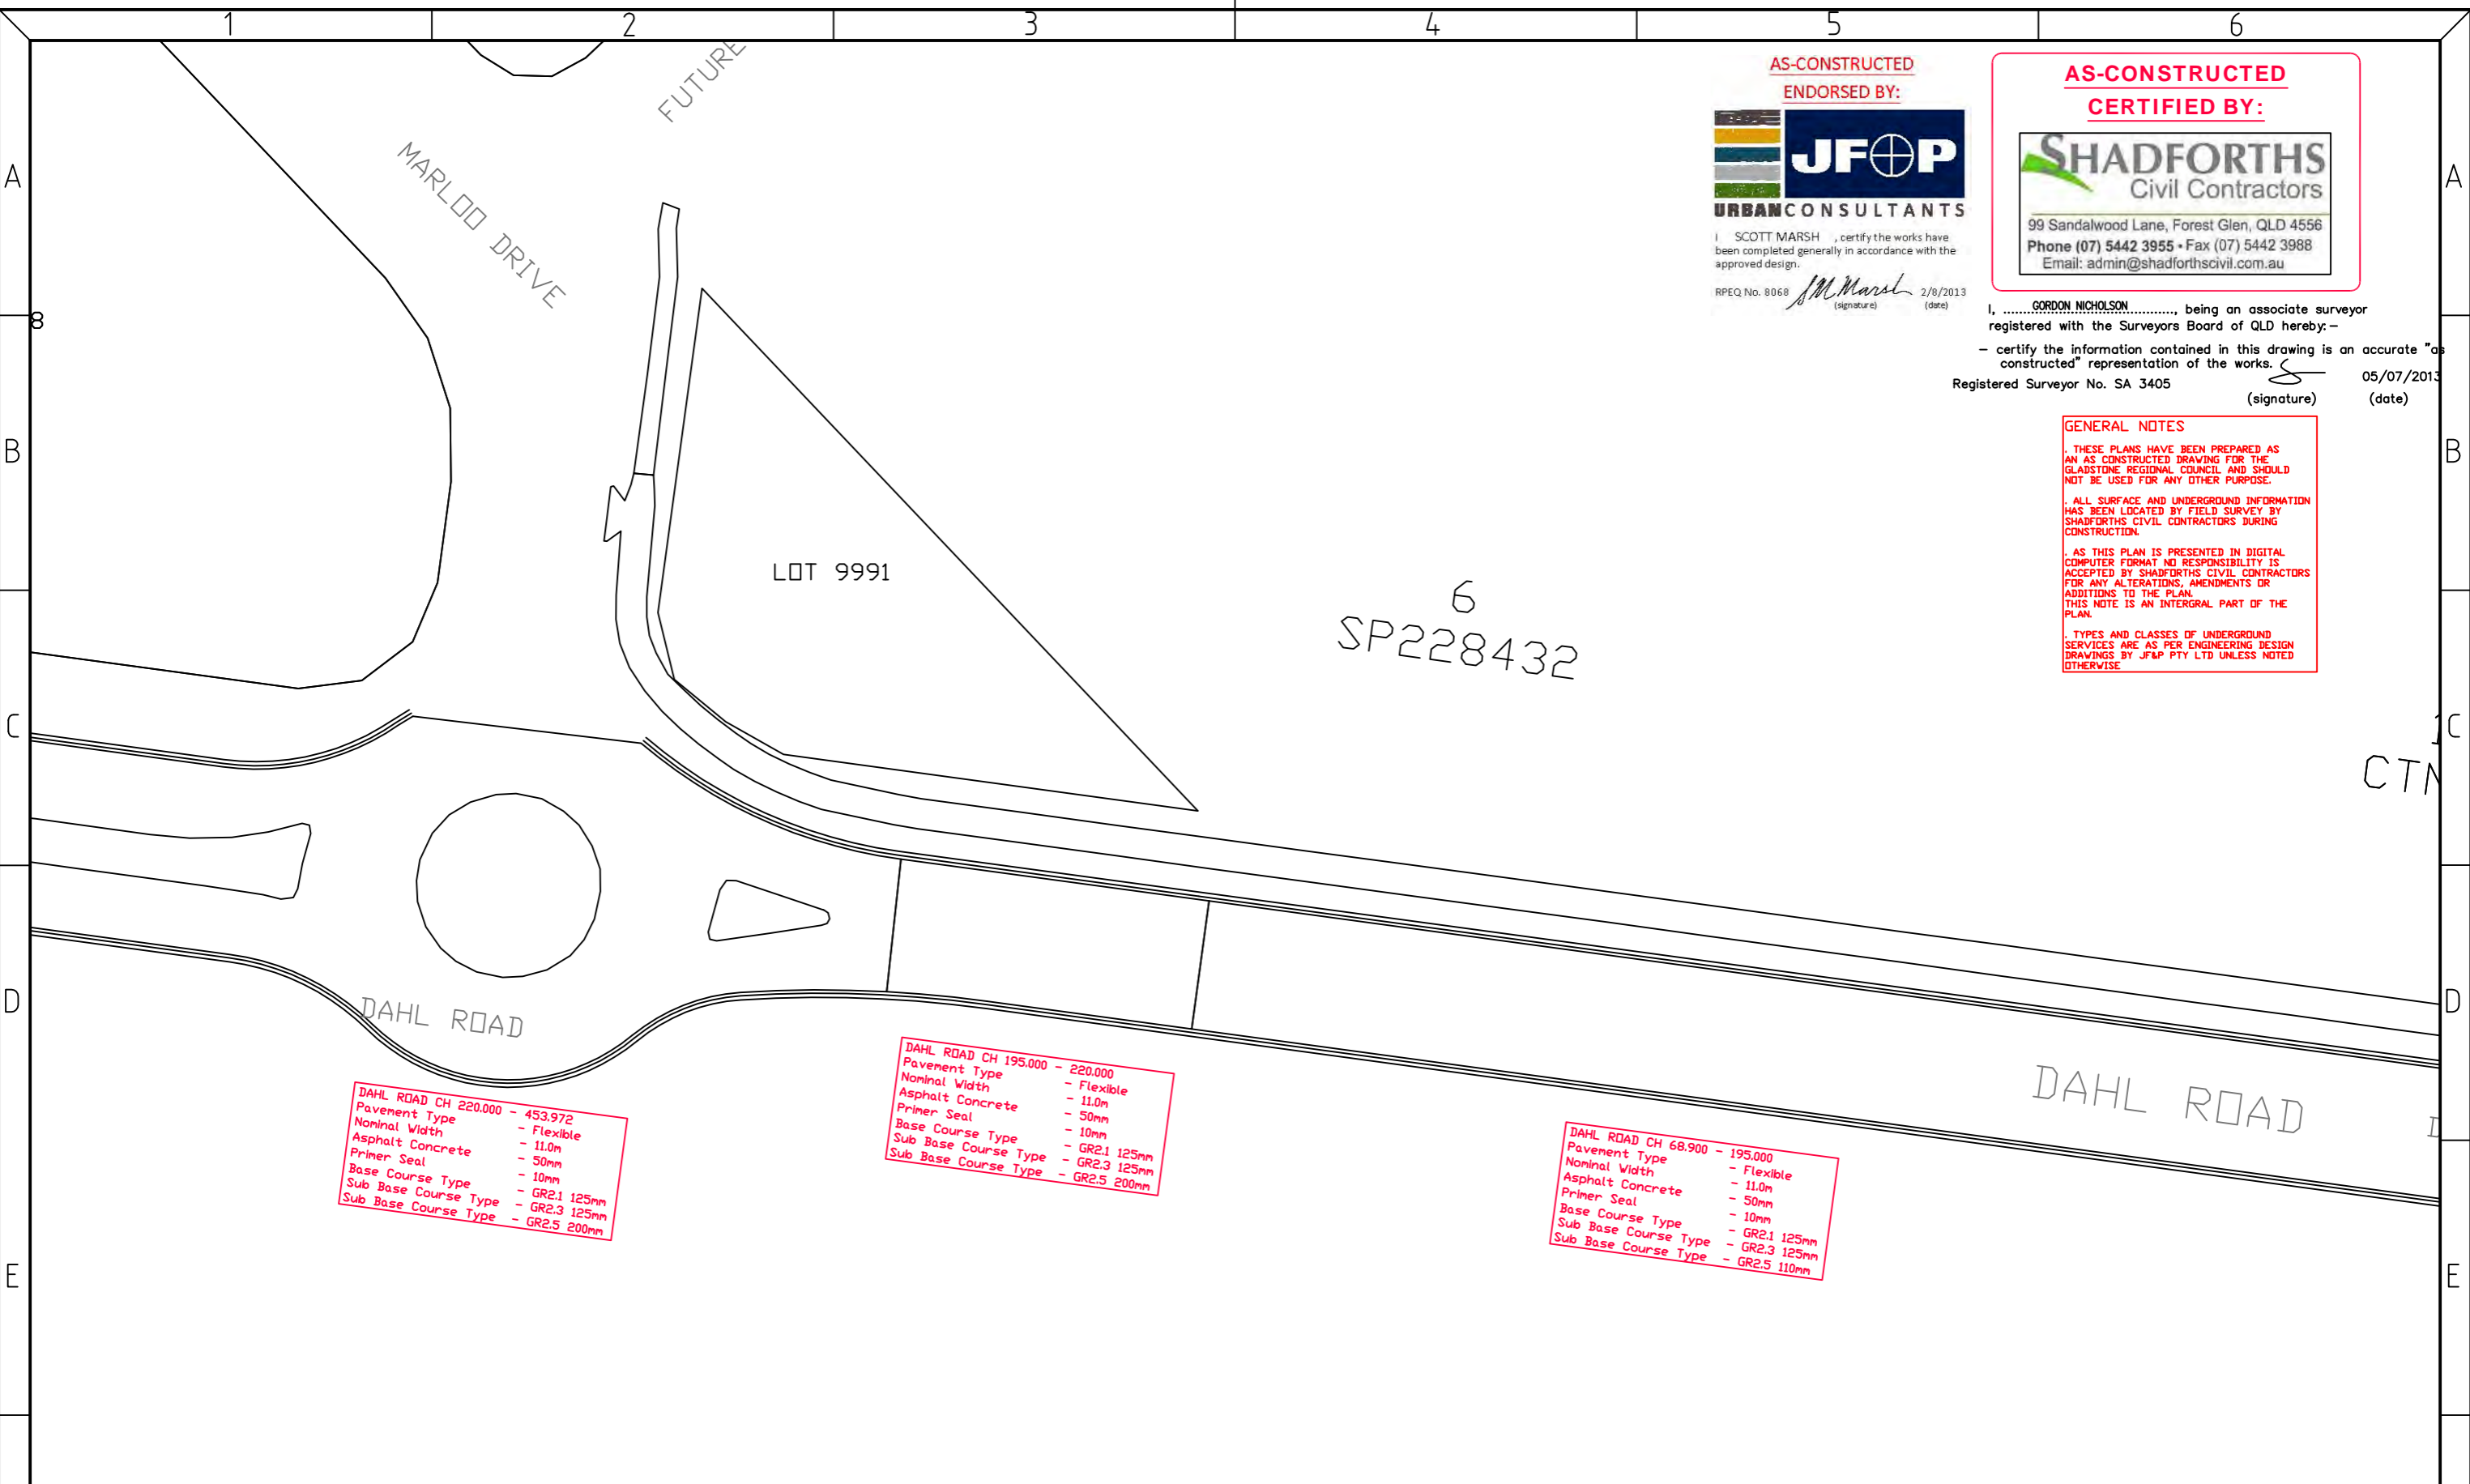 1 2 3 4 5 6
A
B
C
D
E
A
B
C
D
E
8
FUTURE
MARLOO DRIVE
LOT 9991
6
SP228432
CTN
DAHL ROAD
DAHL ROAD
AS-CONSTRUCTED
ENDORSED BY:
JF P
URBANCONSULTANTS
I SCOTT MARSH , certify the works have
been completed generally in accordance with the
approved design.
RPEQ No. 8068 SM Marsh 2/8/2013
(signature) (date)
AS-CONSTRUCTED
CERTIFIED BY:
SHADFORTHS
Civil Contractors
99 Sandalwood Lane, Forest Glen, QLD 4556
Phone (07) 5442 3955 • Fax (07) 5442 3988
Email: admin@shadforthscivil.com.au
I, ......GORDON NICHOLSON............, being an associate surveyor
registered with the Surveyors Board of QLD hereby:–
– certify the information contained in this drawing is an accurate "as
constructed" representation of the works.
05/07/2013
Registered Surveyor No. SA 3405
(signature) (date)
GENERAL NOTES
. THESE PLANS HAVE BEEN PREPARED AS
AN AS CONSTRUCTED DRAWING FOR THE
GLADSTONE REGIONAL COUNCIL AND SHOULD
NOT BE USED FOR ANY OTHER PURPOSE.
. ALL SURFACE AND UNDERGROUND INFORMATION
HAS BEEN LOCATED BY FIELD SURVEY BY
SHADFORTHS CIVIL CONTRACTORS DURING
CONSTRUCTION.
. AS THIS PLAN IS PRESENTED IN DIGITAL
COMPUTER FORMAT NO RESPONSIBILITY IS
ACCEPTED BY SHADFORTHS CIVIL CONTRACTORS
FOR ANY ALTERATIONS, AMENDMENTS OR
ADDITIONS TO THE PLAN.
THIS NOTE IS AN INTERGRAL PART OF THE
PLAN.
. TYPES AND CLASSES OF UNDERGROUND
SERVICES ARE AS PER ENGINEERING DESIGN
DRAWINGS BY JF&P PTY LTD UNLESS NOTED
OTHERWISE
DAHL ROAD CH 220.000 - 453.972
Pavement Type - Flexible
Nominal Width - 11.0m
Asphalt Concrete - 50mm
Primer Seal - 10mm
Base Course Type - GR2.1 125mm
Sub Base Course Type - GR2.3 125mm
Sub Base Course Type - GR2.5 200mm
DAHL ROAD CH 195.000 - 220.000
Pavement Type - Flexible
Nominal Width - 11.0m
Asphalt Concrete - 50mm
Primer Seal - 10mm
Base Course Type - GR2.1 125mm
Sub Base Course Type - GR2.3 125mm
Sub Base Course Type - GR2.5 200mm
DAHL ROAD CH 68.900 - 195.000
Pavement Type - Flexible
Nominal Width - 11.0m
Asphalt Concrete - 50mm
Primer Seal - 10mm
Base Course Type - GR2.1 125mm
Sub Base Course Type - GR2.3 125mm
Sub Base Course Type - GR2.5 110mm